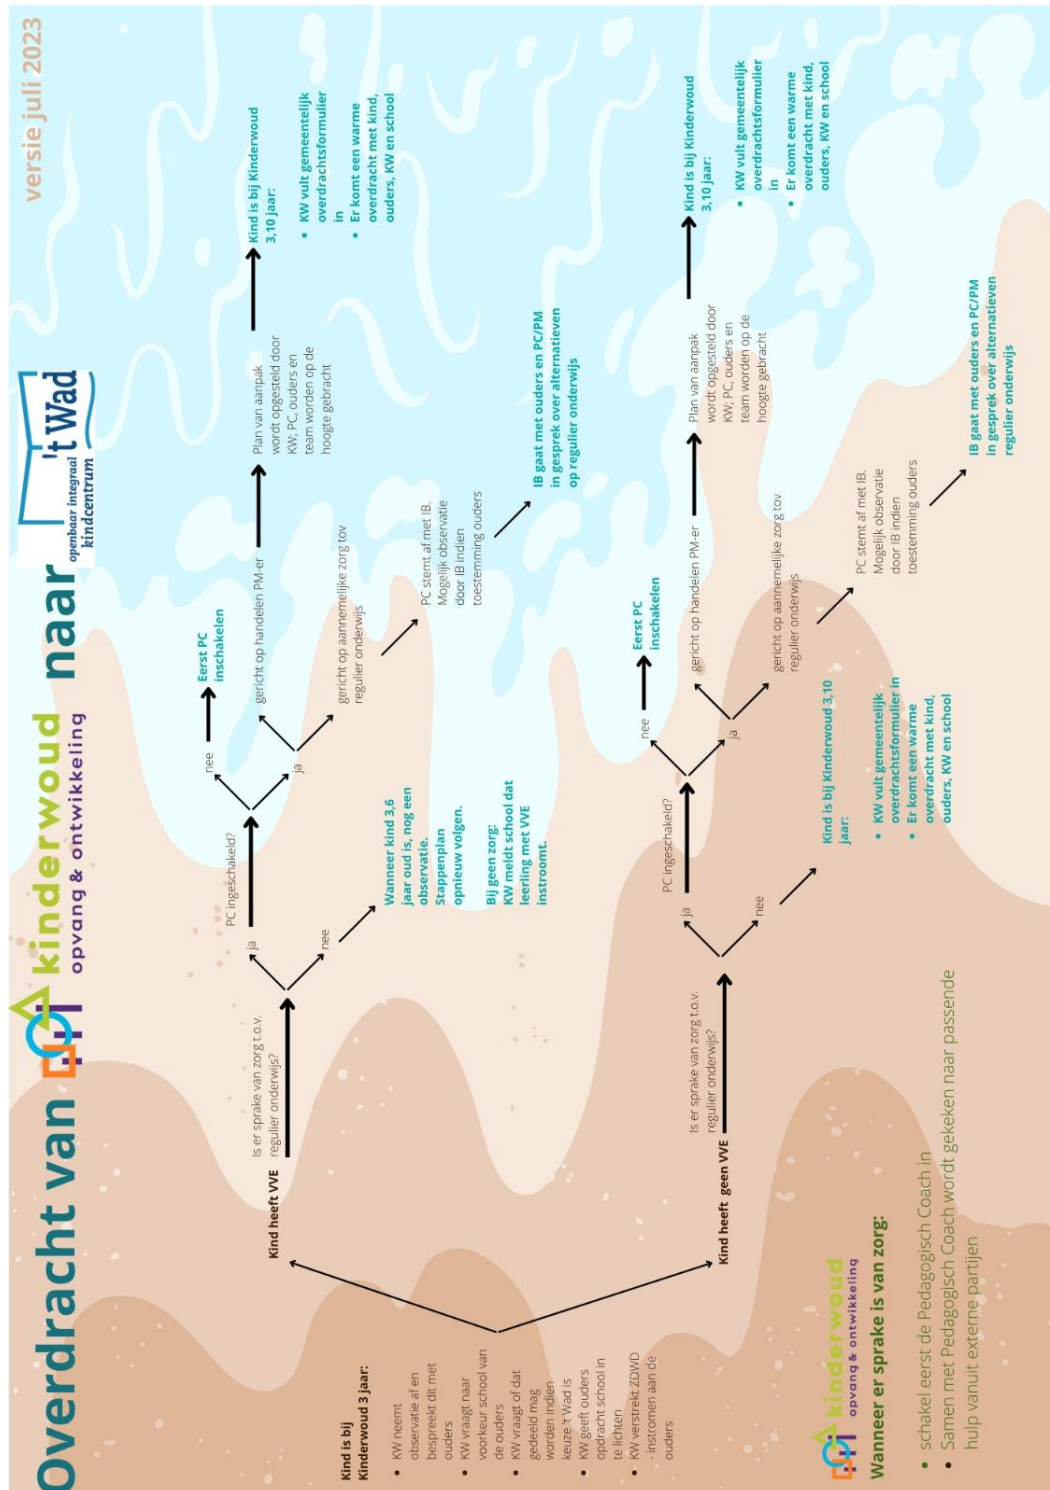 Overdracht van
kinderwoud
opvang & ontwikkeling
naar
openbaar integraal
kindcentrum
't Wad
versie juli 2023
Kind is bij
Kinderwoud 3 jaar:
• KW neemt
observatie af en
bespreekt dit met
ouders
• KW vraagt naar
voorkeur school van
de ouders
• KW vraagt of dat
gedeeld mag
worden indien
keuze 't Wad is
• KW geeft ouders
opdracht school in
te lichten
• KW verstrekt ZDWD
- instromen aan de
ouders
Kind heeft VVE
Is er sprake van zorg t.o.v.
regulier onderwijs?
ja
nee
PC ingeschakeld?
Wanneer kind 3,6
jaar oud is, nog een
observatie.
Stappenplan
opnieuw volgen.
Bij geen zorg:
KW meldt school dat
leerling met VVE
instroomt.
nee
ja
Eerst PC
inschakelen
gericht op handelen PM-er
gericht op aannemelijke zorg tov
regulier onderwijs
Plan van aanpak
wordt opgesteld door
KW; PC, ouders en
team worden op de
hoogte gebracht
PC stemt af met IB.
Mogelijk observatie
door IB indien
toestemming ouders
IB gaat met ouders en PC/PM
in gesprek over alternatieven
op regulier onderwijs
Kind is bij Kinderwoud
3,10 jaar:
• KW vult gemeentelijk
overdrachtsformulier
in
• Er komt een warme
overdracht met kind,
ouders, KW en school
Kind heeft geen VVE
Is er sprake van zorg t.o.v.
regulier onderwijs?
ja
nee
PC ingeschakeld?
Kind is bij Kinderwoud 3,10
jaar:
• KW vult gemeentelijk
overdrachtsformulier in
• Er komt een warme
overdracht met kind,
ouders, KW en school
nee
ja
Eerst PC
inschakelen
gericht op handelen PM-er
gericht op aannemelijke zorg tov
regulier onderwijs
Plan van aanpak
wordt opgesteld door
KW; PC, ouders en
team worden op de
hoogte gebracht
PC stemt af met IB.
Mogelijk observatie
door IB indien
toestemming ouders
IB gaat met ouders en PC/PM
in gesprek over alternatieven
regulier onderwijs
Kind is bij Kinderwoud
3,10 jaar:
• KW vult gemeentelijk
overdrachtsformulier
in
• Er komt een warme
overdracht met kind,
ouders, KW en school
kinderwoud
opvang & ontwikkeling
Wanneer er sprake is van zorg:
• schakel eerst de Pedagogisch Coach in
• Samen met Pedagogisch Coach wordt gekeken naar passende
hulp vanuit externe partijen